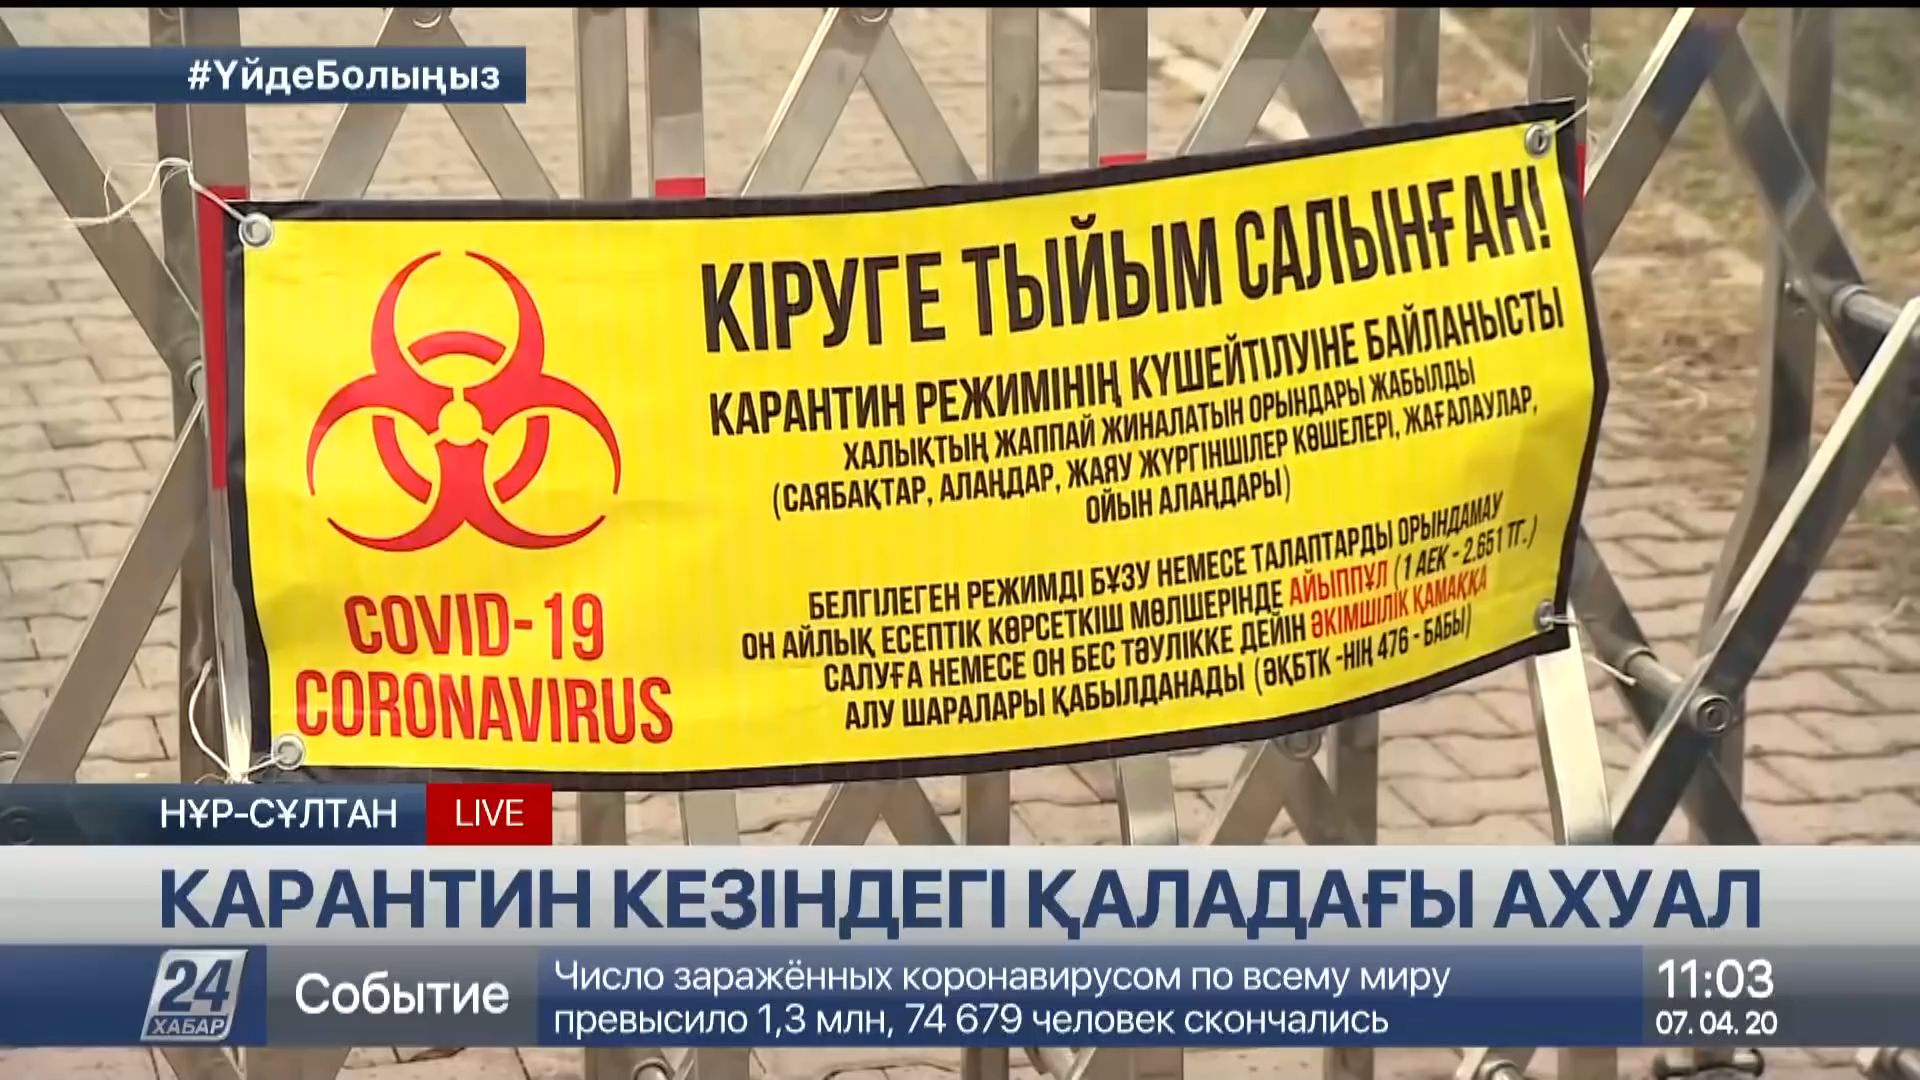 #ҮйдеБолыңыз
КІРУГЕ ТЫЙЫМ САЛЫНҒАН!
КАРАНТИН РЕЖИМІНІҢ КҮШЕЙТІЛУІНЕ БАЙЛАНЫСТЫ
ХАЛЫҚТЫҢ ЖАППАЙ ЖИНАЛАТЫН ОРЫНДАРЫ ЖАБЫЛДЫ
(САЯБАҚТАР, АЛАҢДАР, ЖАЯУ ЖҮРГІНШІЛЕР КӨШЕЛЕРІ, ЖАҒАЛАУЛАР,
ОЙЫН АЛАҢДАРЫ)
БЕЛГІЛЕГЕН РЕЖИМДІ БҰЗУ НЕМЕСЕ ТАЛАПТАРДЫ ОРЫНДАМАУ
ОН АЙЛЫҚ ЕСЕПТІК КӨРСЕТКІШ МӨЛШЕРІНДЕ АЙЫППҰЛ (1 АЕК - 2.651 ТГ.)
САЛУҒА НЕМЕСЕ ОН БЕС ТӘУЛІККЕ ДЕЙІН ӘКІМШІЛІК ҚАМАҚҚА
АЛУ ШАРАЛАРЫ ҚАБЫЛДАНАДЫ (ӘҚБТК -НІҢ 476 - БАБЫ)
COVID-19
CORONAVIRUS
НҰР-СҰЛТАН
LIVE
КАРАНТИН КЕЗІНДЕГІ ҚАЛАДАҒЫ АХУАЛ
24
ХАБАР
Событие
Число заражённых коронавирусом по всему миру
превысило 1,3 млн, 74 679 человек скончались
11:03
07. 04. 20